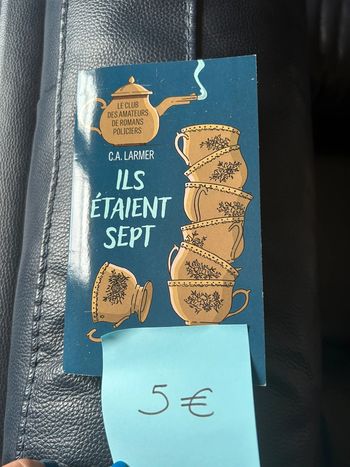 LE CLUB
DES AMATEURS
DE ROMANS
POLICIERS
C.A. LARMER
ILS
ÉTAIENT
SEPT
5 €